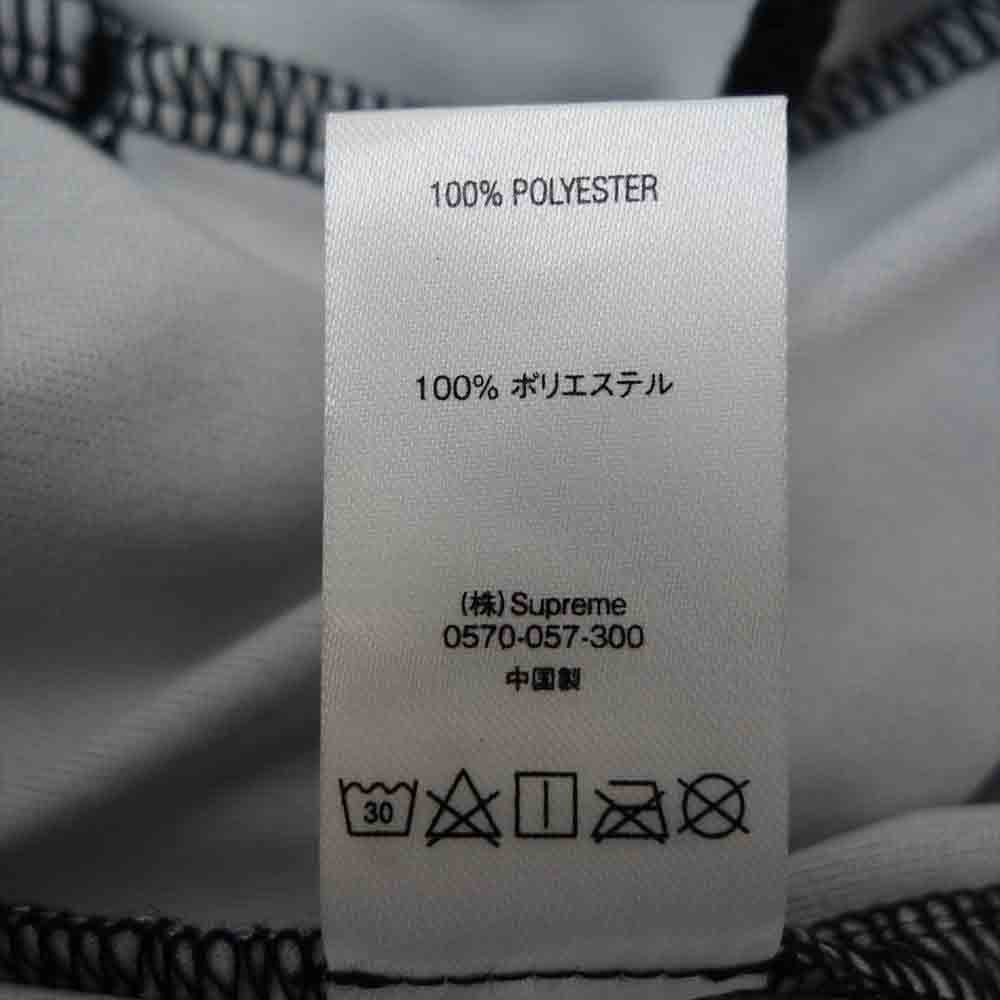 100% POLYESTER
100% ポリエステル
(株)Supreme
0570-057-300
中国製
30